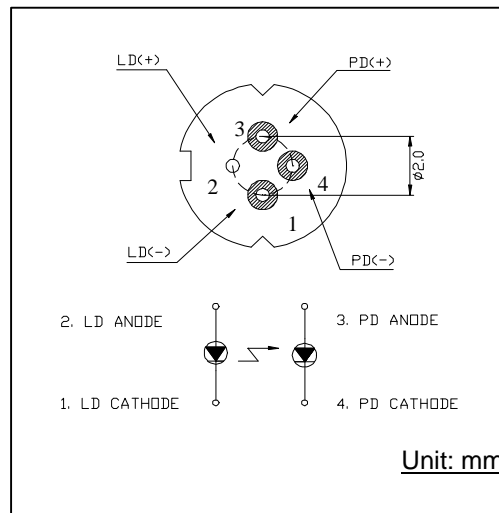 LD(+)
PD(+)
3
2
4
1
ø2.0
LD(-)
PD(-)
2. LD ANODE
3. PD ANODE
1. LD CATHODE
4. PD CATHODE
Unit: mm